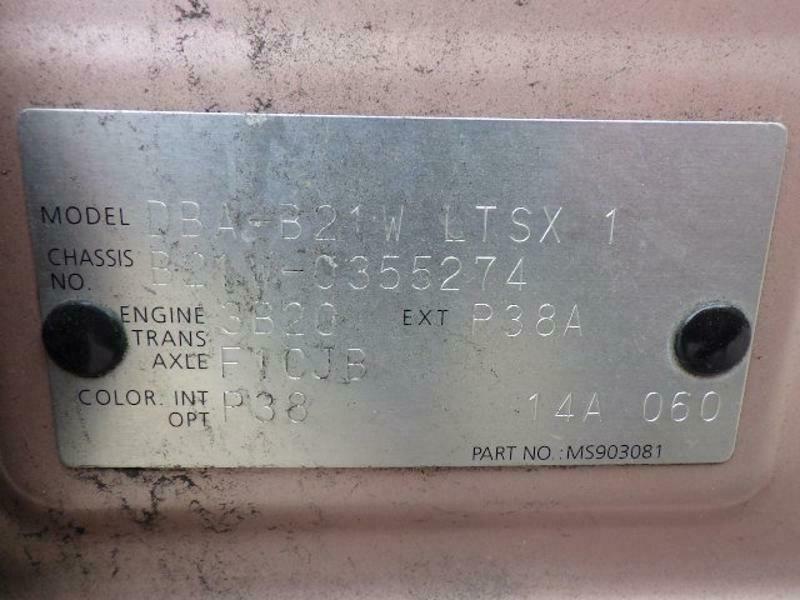 MODEL DBA-B21W LTSX 1
CHASSIS NO. B21W-0355274
ENGINE 3B20 EXT P38A
TRANS AXLE F1CJB
COLOR. INT OPT P38 14A 060
PART NO.:MS903081